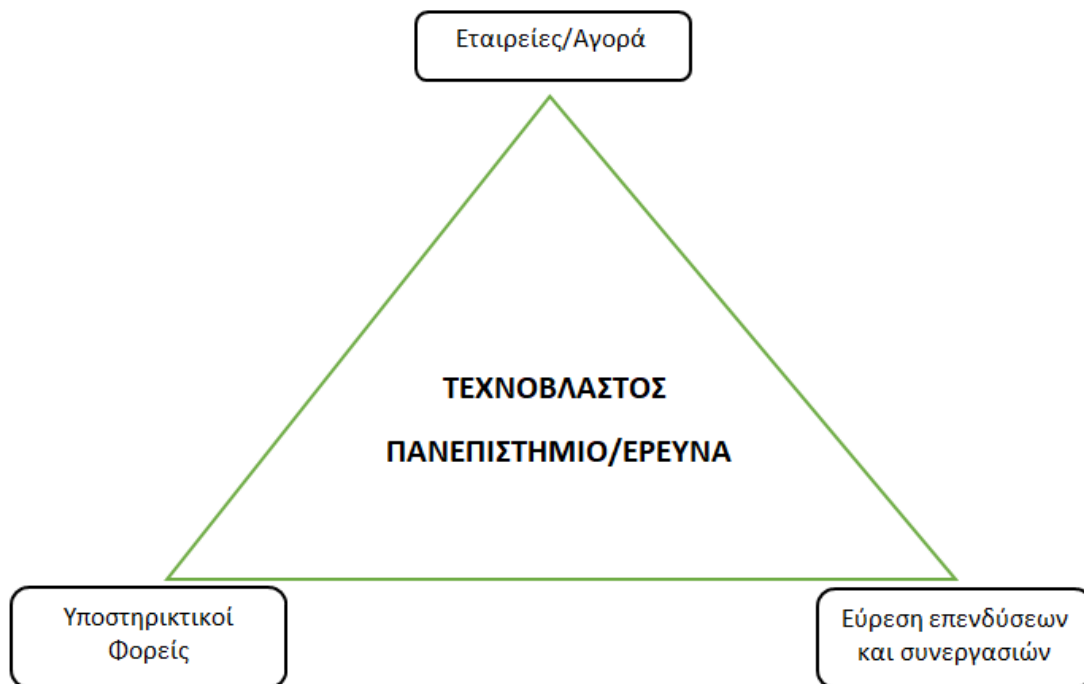 Εταιρείες/Αγορά
ΤΕΧΝΟΒΛΑΣΤΟΣ
ΠΑΝΕΠΙΣΤΗΜΙΟ/ΕΡΕΥΝΑ
Υποστηρικτικοί
Φορείς
Εύρεση επενδύσεων
και συνεργασιών